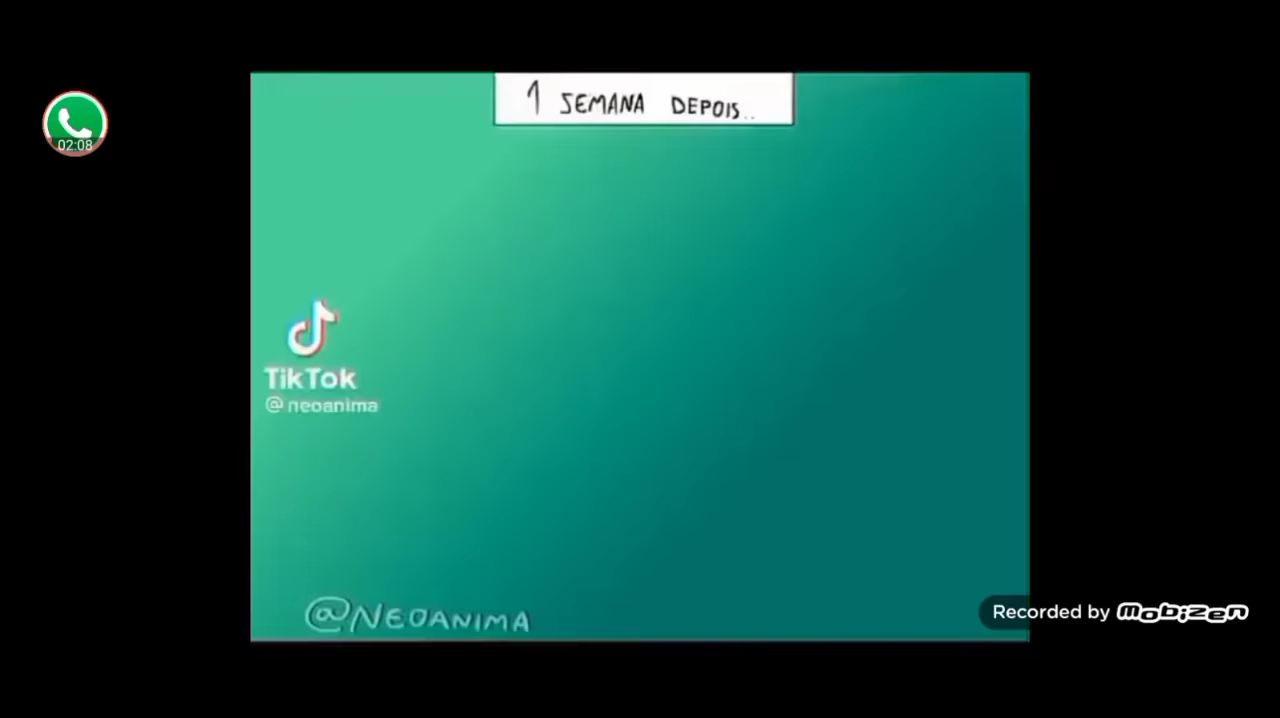 1 SEMANA DEPOIS..
02:08
TikTok
@neoanima
@NEOANIMA
Recorded by Mobizen